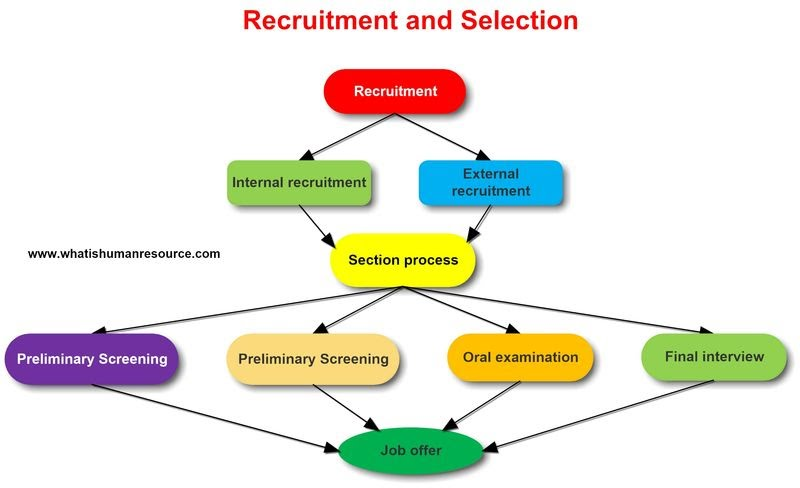 Recruitment and Selection
Recruitment
Internal recruitment
External
recruitment
www.whatishumanresource.com
Section process
Preliminary Screening
Preliminary Screening
Oral examination
Final interview
Job offer